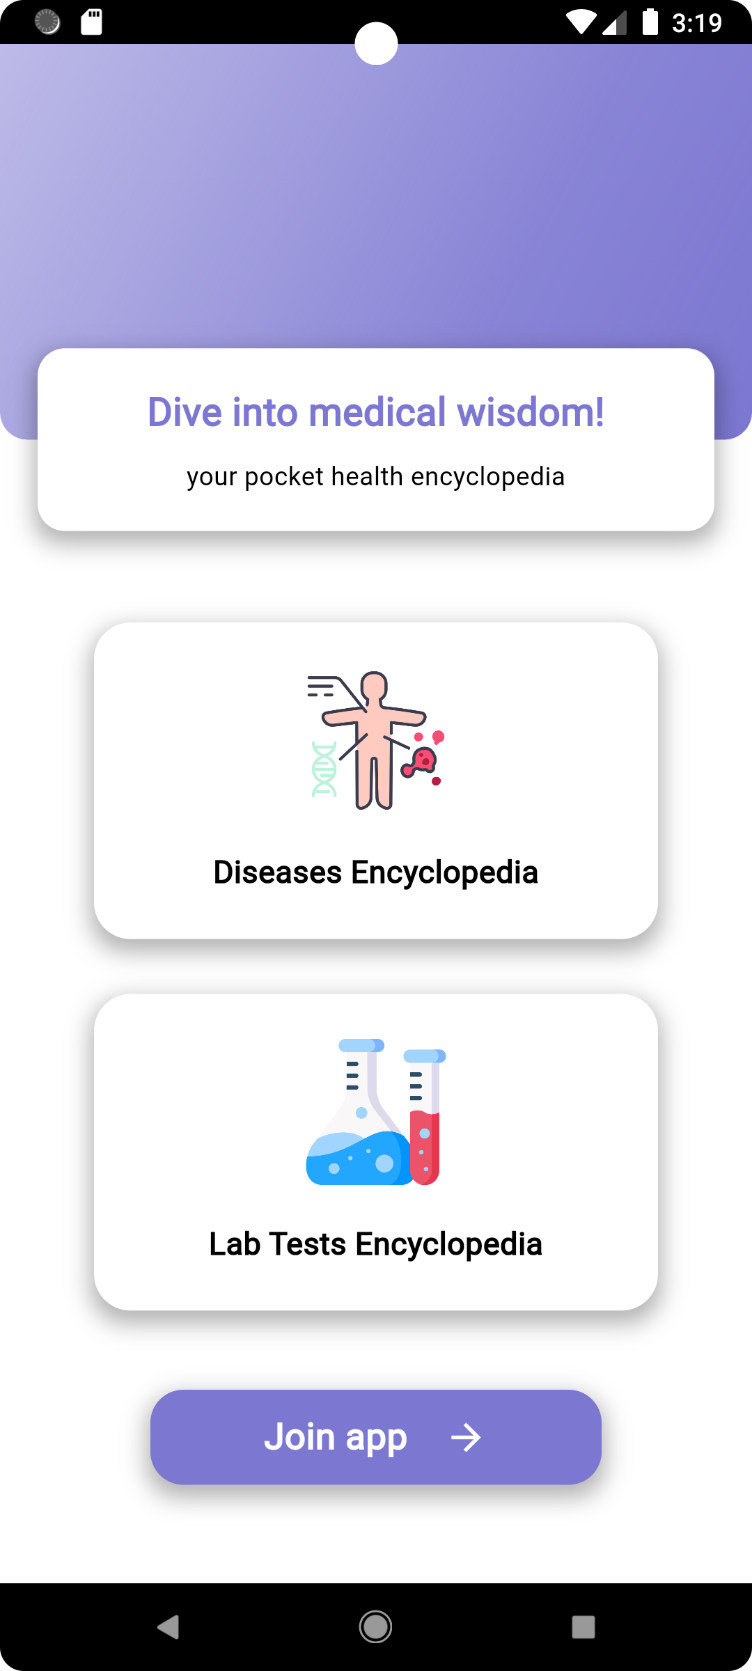 3:19
Dive into medical wisdom!
your pocket health encyclopedia
Diseases Encyclopedia
Lab Tests Encyclopedia
Join app